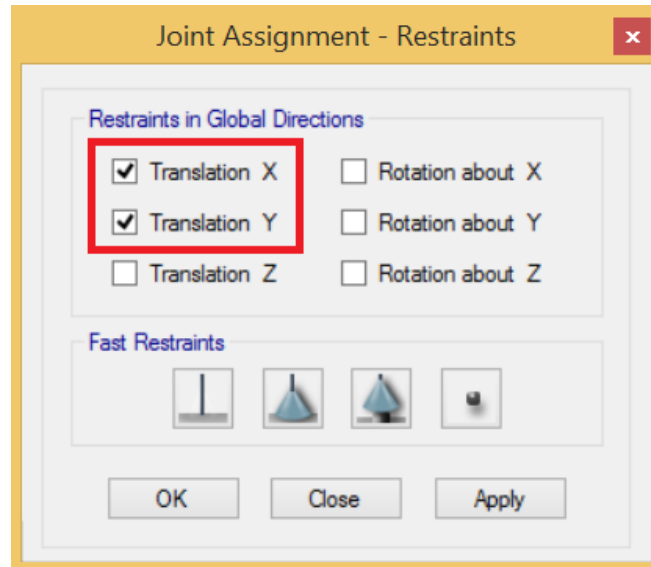 Joint Assignment - Restraints
x
Restraints in Global Directions
Translation X Rotation about X
Translation Y Rotation about Y
Translation Z Rotation about Z
Fast Restraints
OK Close Apply